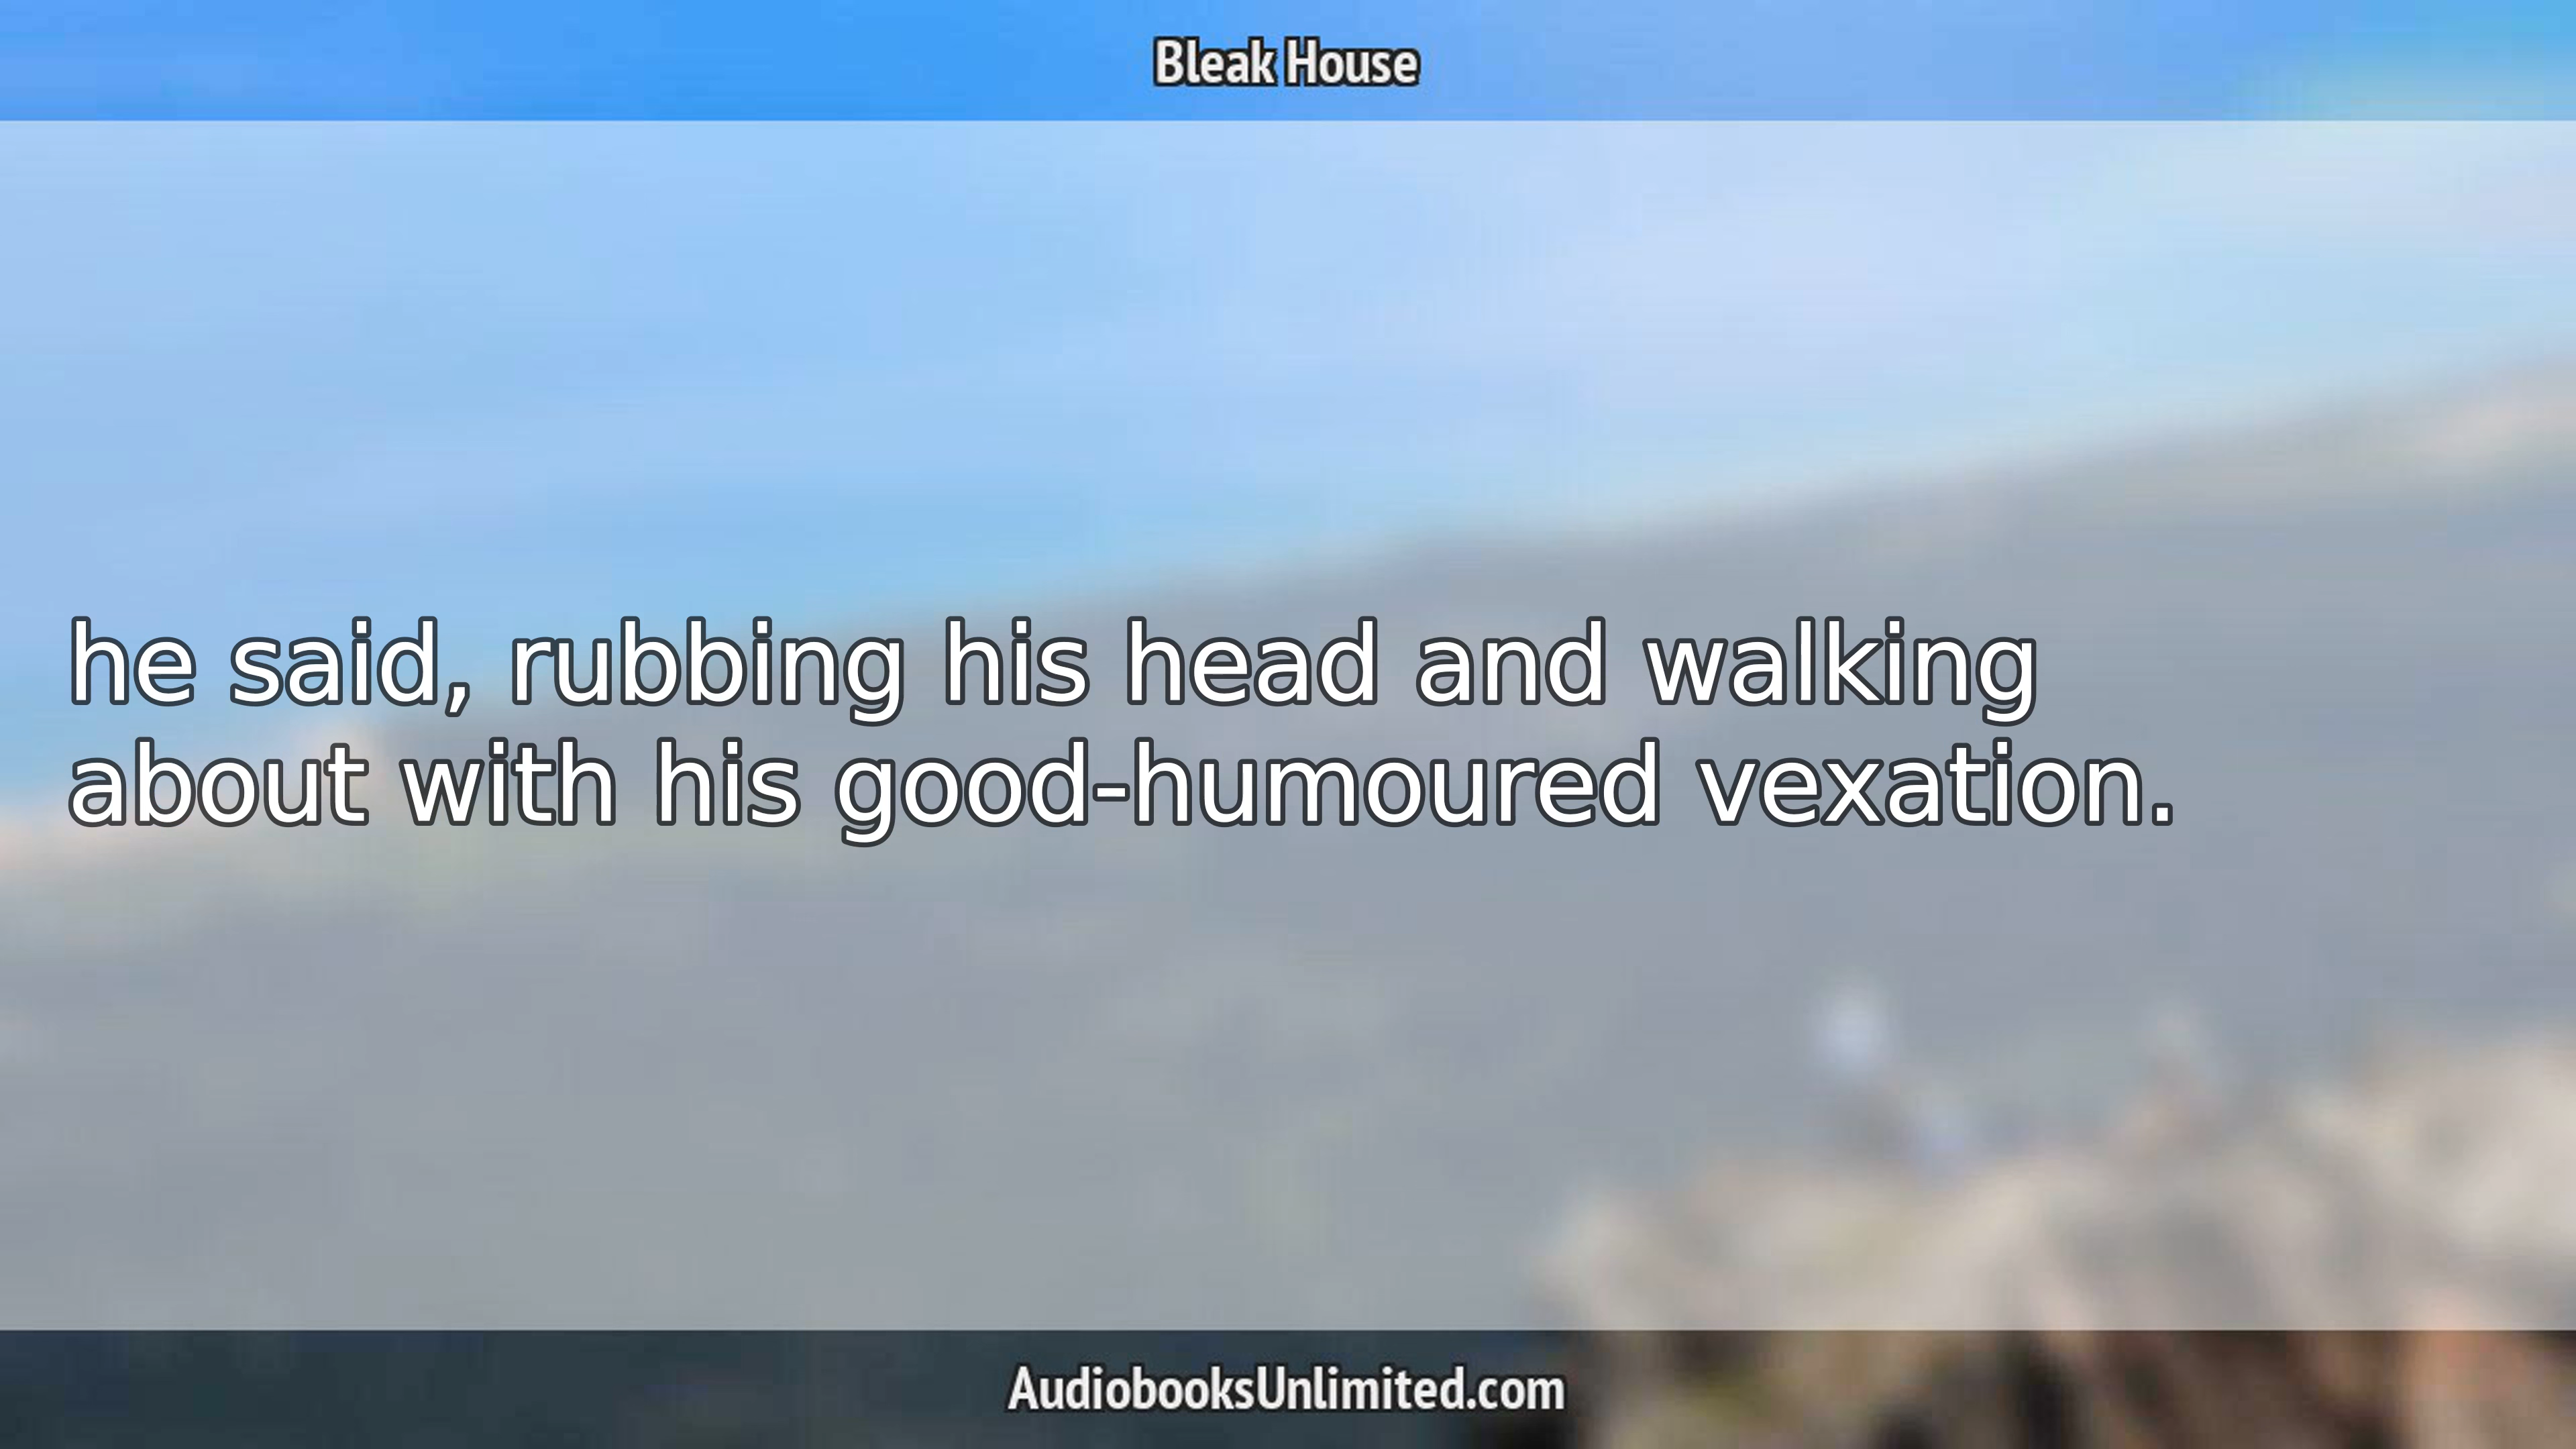 Bleak House
he said, rubbing his head and walking
about with his good-humoured vexation.
AudiobooksUnlimited.com